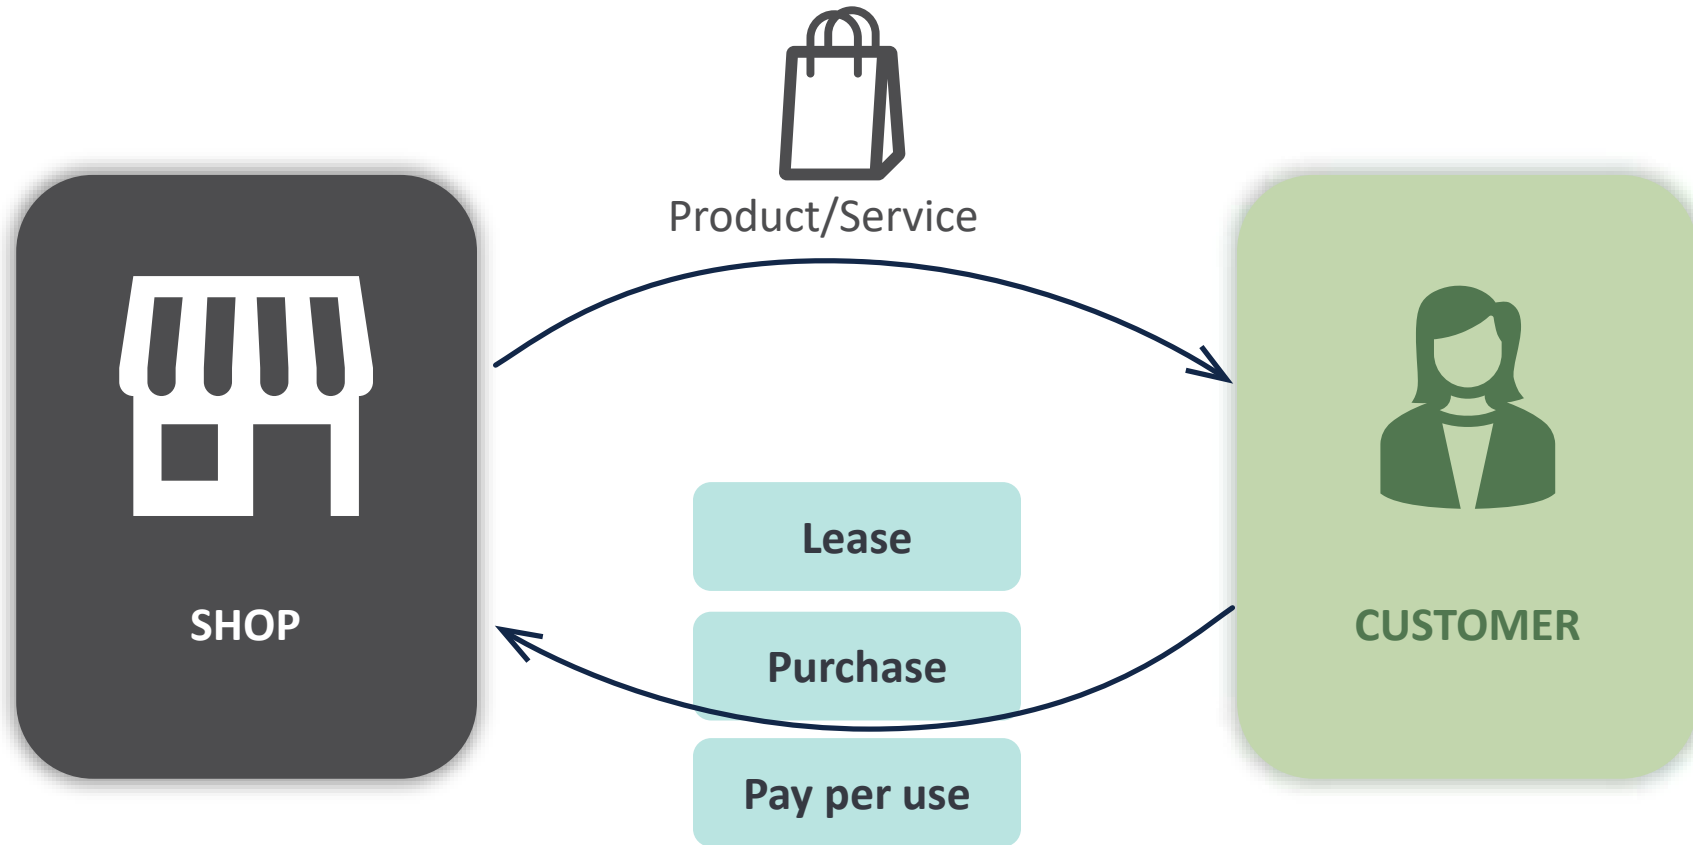 Product/Service
SHOP
Lease
Purchase
Pay per use
CUSTOMER